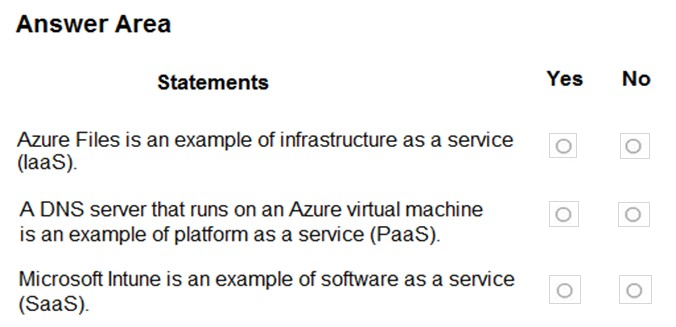 Answer Area
Statements Yes No
Azure Files is an example of infrastructure as a service
(IaaS).
A DNS server that runs on an Azure virtual machine
is an example of platform as a service (PaaS).
Microsoft Intune is an example of software as a service
(SaaS).